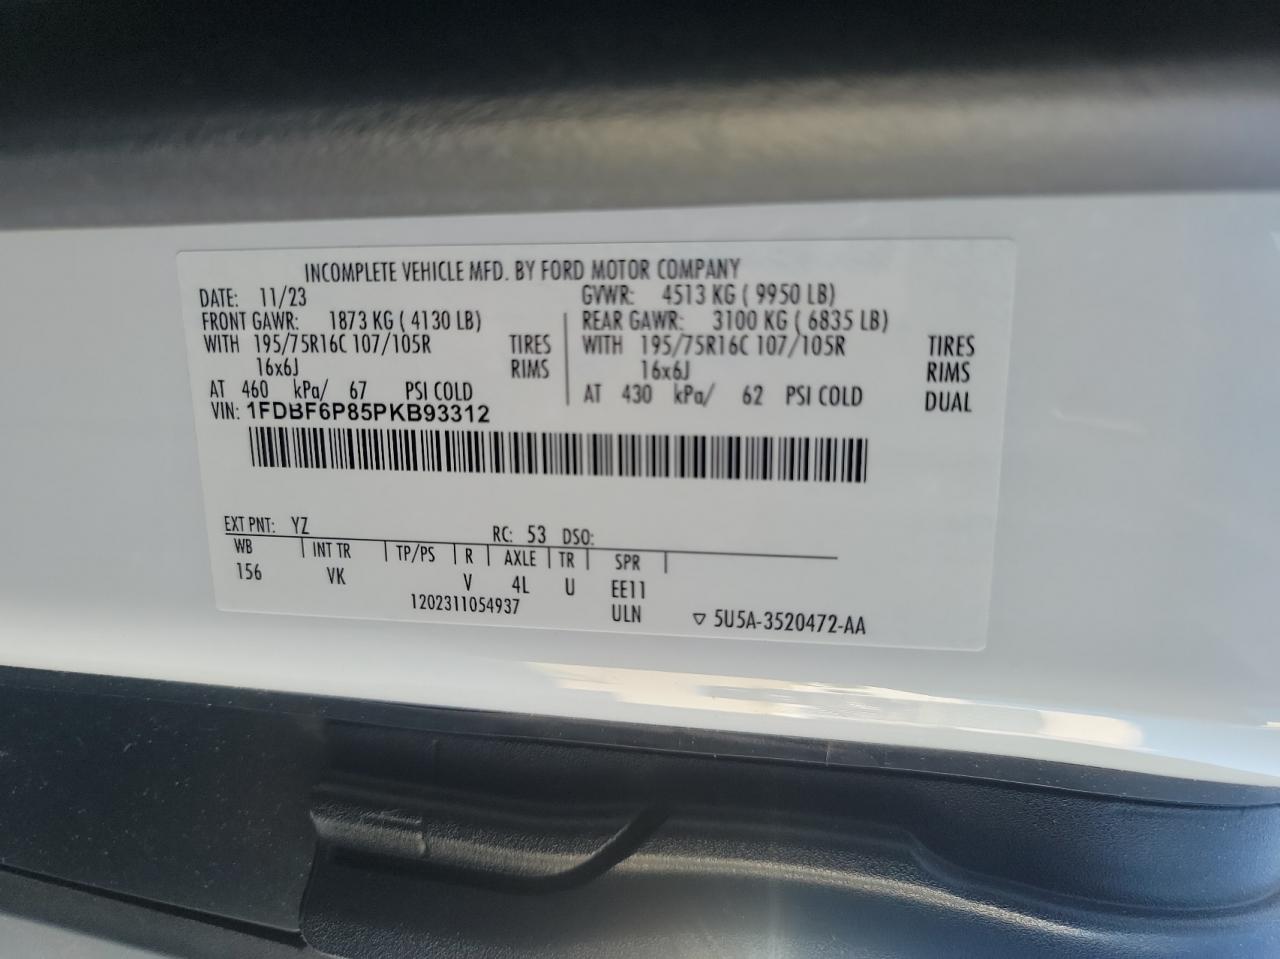 INCOMPLETE VEHICLE MFD. BY FORD MOTOR COMPANY
DATE: 11/23 GVWR: 4513 KG ( 9950 LB)
FRONT GAWR: 1873 KG ( 4130 LB) REAR GAWR: 3100 KG ( 6835 LB)
WITH 195/75R16C 107/105R TIRES WITH 195/75R16C 107/105R TIRES
16x6J RIMS 16x6J RIMS
AT 460 kPa/ 67 PSI COLD AT 430 kPa/ 62 PSI COLD DUAL
VIN: 1FDBF6P85PKB93312
EXT PNT: YZ RC: 53 DSO:
WB INT TR TP/PS R AXLE TR SPR
156 VK V 4L U EE11
1202311054937 ULN ▽ 5U5A-3520472-AA